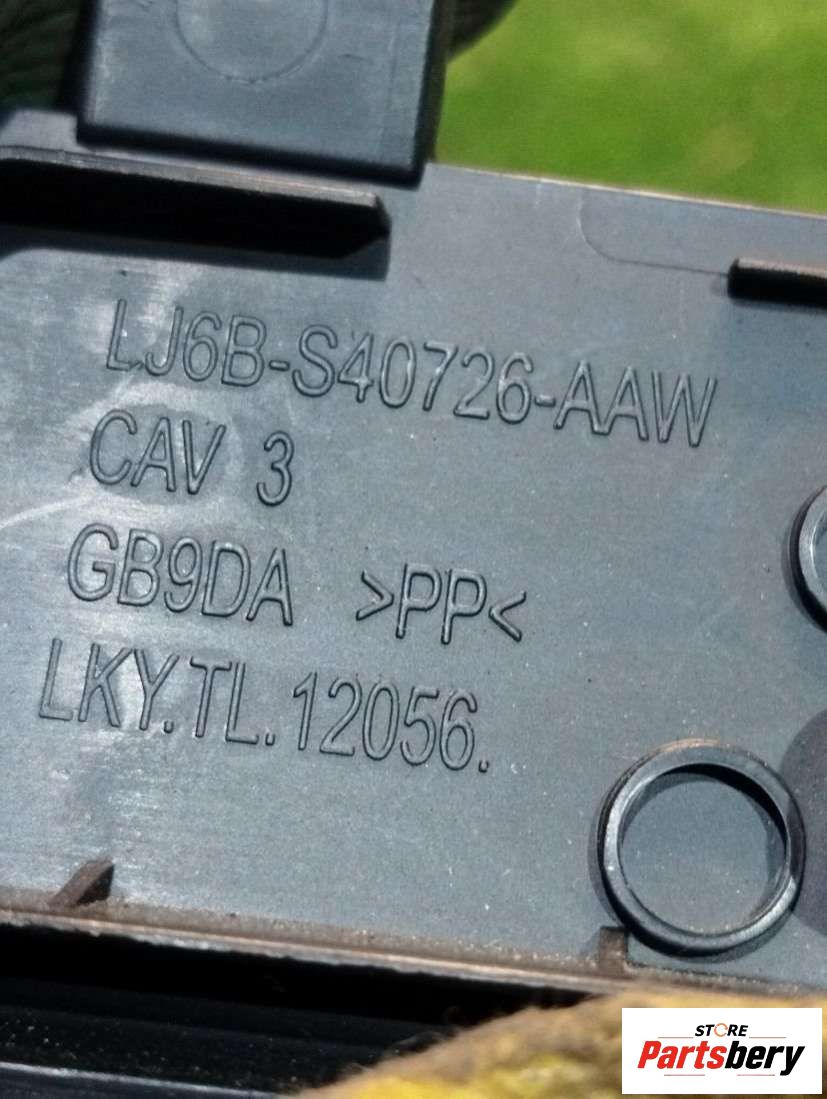 LJ6B-S40726-AAW
CAV 3
GB9DA >PP<
LKY.TL.12056.
STORE
Partsbery